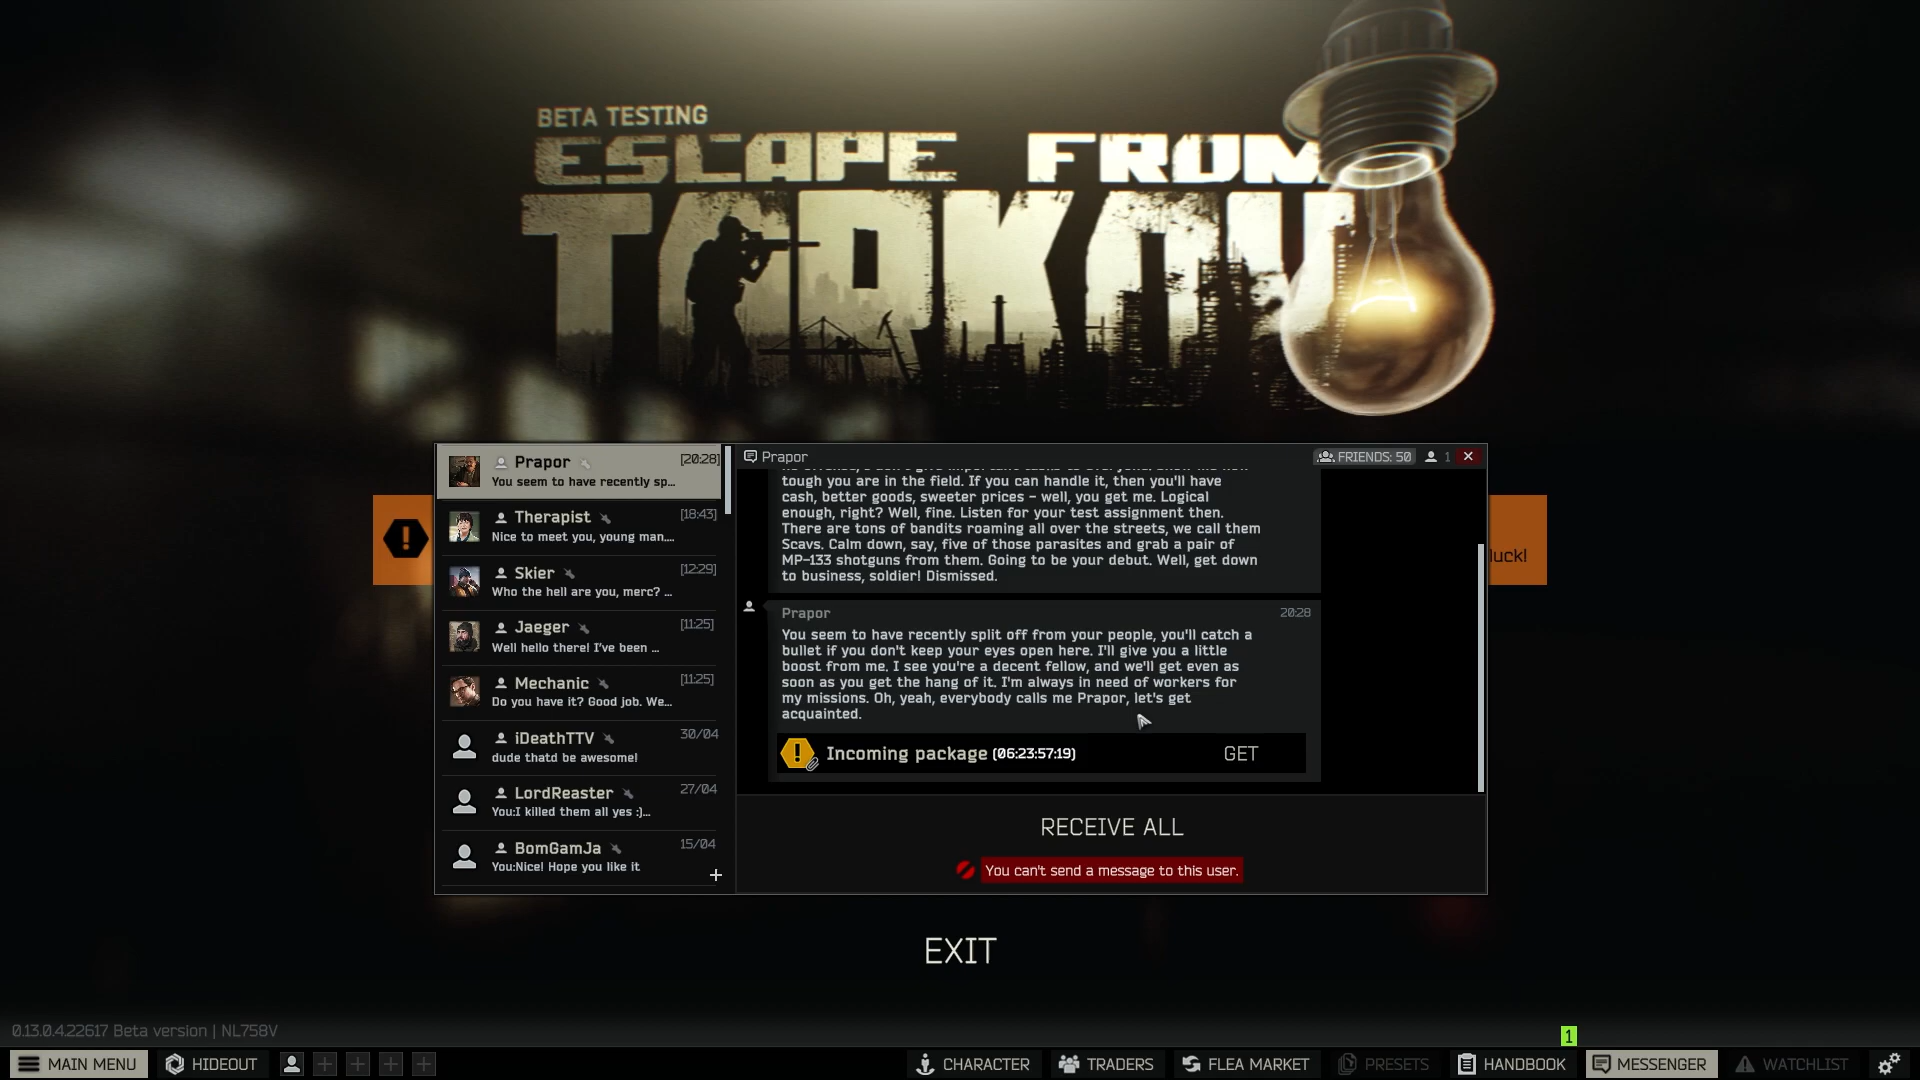 BETA TESTING
ESCAPE FROM
TARKOV
Prapor
[20:28]
You seem to have recently sp...
Therapist
[18:43]
Nice to meet you, young man....
Skier
[12:29]
Who the hell are you, merc? ...
Jaeger
[11:25]
Well hello there! I've been ...
Mechanic
[11:25]
Do you have it? Good job. We...
iDeathTTV
30/04
dude thatd be awesome!
LordReaster
27/04
You:I killed them all yes :)...
BomGamJa
15/04
You:Nice! Hope you like it
+
Prapor
FRIENDS: 50
1
tough you are in the field. If you can handle it, then you'll have
cash, better goods, sweeter prices – well, you get me. Logical
enough, right? Well, fine. Listen for your test assignment then.
There are tons of bandits roaming all over the streets, we call them
Scavs. Calm down, say, five of those parasites and grab a pair of
MP-133 shotguns from them. Going to be your debut. Well, get down
to business, soldier! Dismissed.
Prapor
20:28
You seem to have recently split off from your people, you'll catch a
bullet if you don't keep your eyes open here. I'll give you a little
boost from me. I see you're a decent fellow, and we'll get even as
soon as you get the hang of it. I'm always in need of workers for
my missions. Oh, yeah, everybody calls me Prapor, let's get
acquainted.
Incoming package (06:23:57:19)
GET
RECEIVE ALL
You can't send a message to this user.
luck!
EXIT
0.13.0.4.22617 Beta version | NL758V
1
MAIN MENU
HIDEOUT
CHARACTER
TRADERS
FLEA MARKET
PRESETS
HANDBOOK
MESSENGER
WATCHLIST